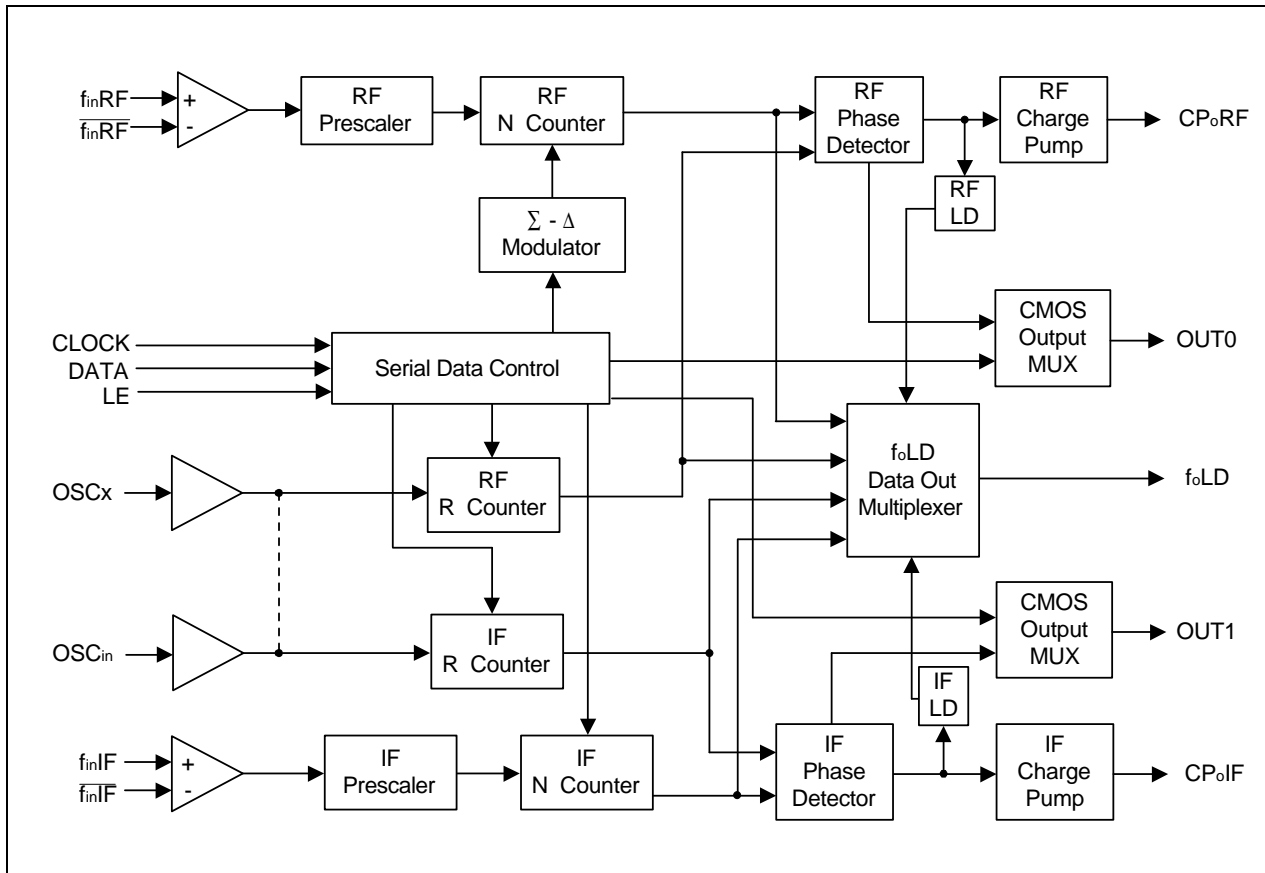 finRF
+
RF
Prescaler
RF
N Counter
RF
Phase
Detector
RF
Charge
Pump
CPoRF
finRF
-
RF
LD
Σ - Δ
Modulator
CLOCK
DATA
LE
Serial Data Control
CMOS
Output
MUX
OUT0
OSCx
RF
R Counter
foLD
Data Out
Multiplexer
foLD
OSCin
IF
R Counter
CMOS
Output
MUX
OUT1
IF
LD
finIF
+
finIF
-
IF
Prescaler
IF
N Counter
IF
Phase
Detector
IF
Charge
Pump
CPoIF